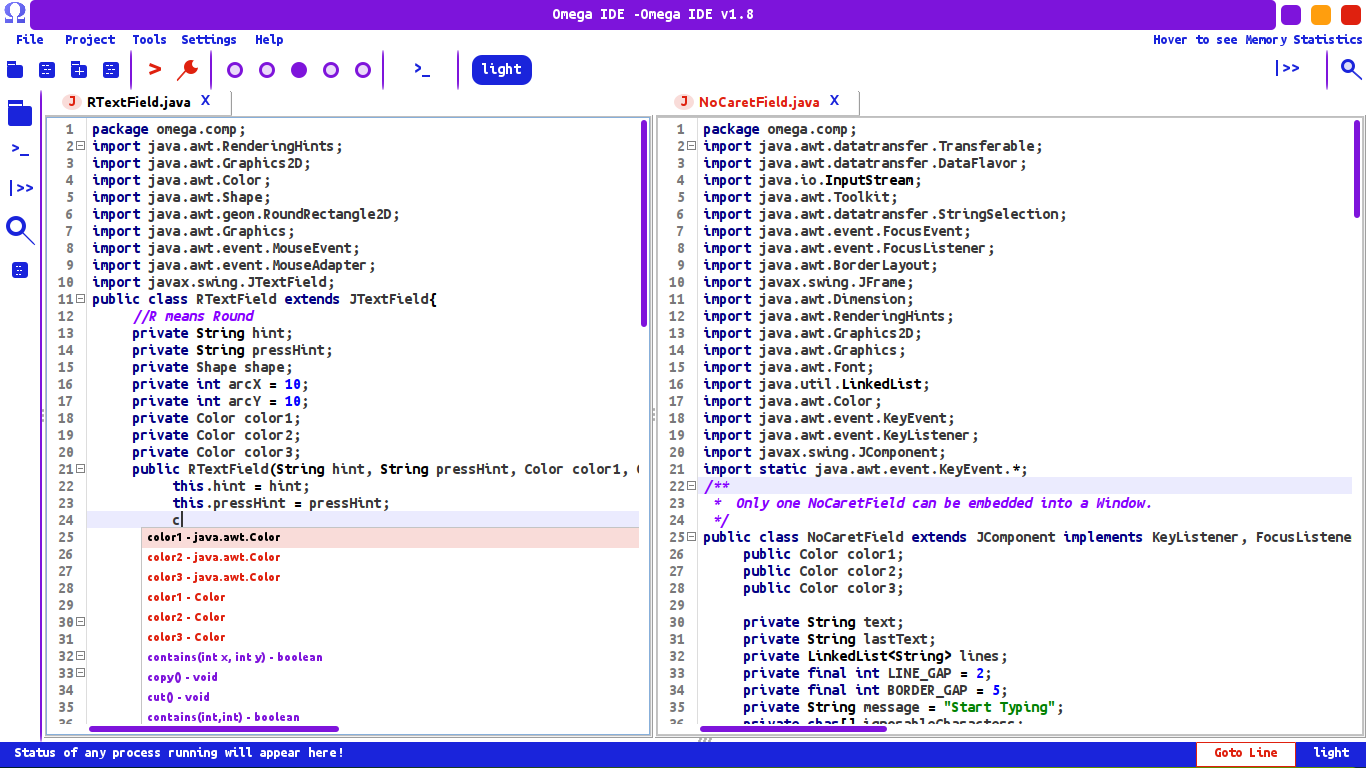 Ω Omega IDE -Omega IDE v1.8
File Project Tools Settings Help Hover to see Memory Statistics
> >_ light |>>
J RTextField.java X
J NoCaretField.java X
>_
|>>
1 package omega.comp;
2 import java.awt.RenderingHints;
3 import java.awt.Graphics2D;
4 import java.awt.Color;
5 import java.awt.Shape;
6 import java.awt.geom.RoundRectangle2D;
7 import java.awt.Graphics;
8 import java.awt.event.MouseEvent;
9 import java.awt.event.MouseAdapter;
10 import javax.swing.JTextField;
11 public class RTextField extends JTextField{
12 //R means Round
13 private String hint;
14 private String pressHint;
15 private Shape shape;
16 private int arcX = 10;
17 private int arcY = 10;
18 private Color color1;
19 private Color color2;
20 private Color color3;
21 public RTextField(String hint, String pressHint, Color color1,
22 this.hint = hint;
23 this.pressHint = pressHint;
24 c
25 color1 - java.awt.Color
26 color2 - java.awt.Color
27 color3 - java.awt.Color
28 color1 - Color
29 color2 - Color
30
31 color3 - Color
32 contains(int x, int y) - boolean
33 copy() - void
34 cut() - void
35 contains(int,int) - boolean
36
1 package omega.comp;
2 import java.awt.datatransfer.Transferable;
3 import java.awt.datatransfer.DataFlavor;
4 import java.io.InputStream;
5 import java.awt.Toolkit;
6 import java.awt.datatransfer.StringSelection;
7 import java.awt.event.FocusEvent;
8 import java.awt.event.FocusListener;
9 import java.awt.BorderLayout;
10 import javax.swing.JFrame;
11 import java.awt.Dimension;
12 import java.awt.RenderingHints;
13 import java.awt.Graphics2D;
14 import java.awt.Graphics;
15 import java.awt.Font;
16 import java.util.LinkedList;
17 import java.awt.Color;
18 import java.awt.event.KeyEvent;
19 import java.awt.event.KeyListener;
20 import javax.swing.JComponent;
21 import static java.awt.event.KeyEvent.*;
22 /**
23 * Only one NoCaretField can be embedded into a Window.
24 */
25 public class NoCaretField extends JComponent implements KeyListener, FocusListene
26 public Color color1;
27 public Color color2;
28 public Color color3;
29
30 private String text;
31 private String lastText;
32 private LinkedList<String> lines;
33 private final int LINE_GAP = 2;
34 private final int BORDER_GAP = 5;
35 private String message = "Start Typing";
36 private char[] ignorableCharacters;
Status of any process running will appear here! Goto Line light